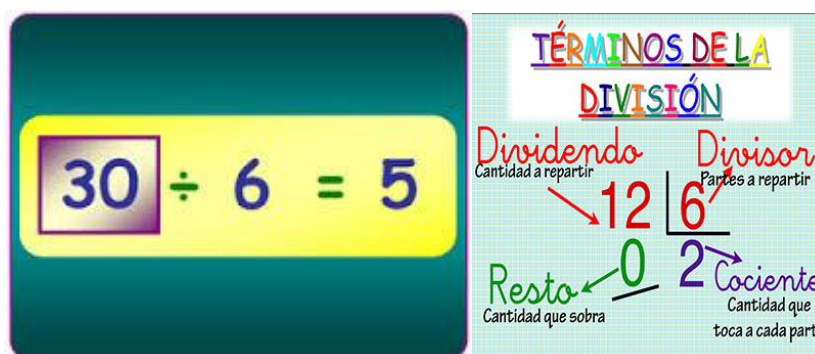 30 ÷ 6 = 5
TÉRMINOS DE LA
DIVISIÓN
Dividendo
Cantidad a repartir
Divisor
Partes a repartir
12 6
0 2
Resto
Cantidad que sobra
Cociente
Cantidad que
toca a cada part